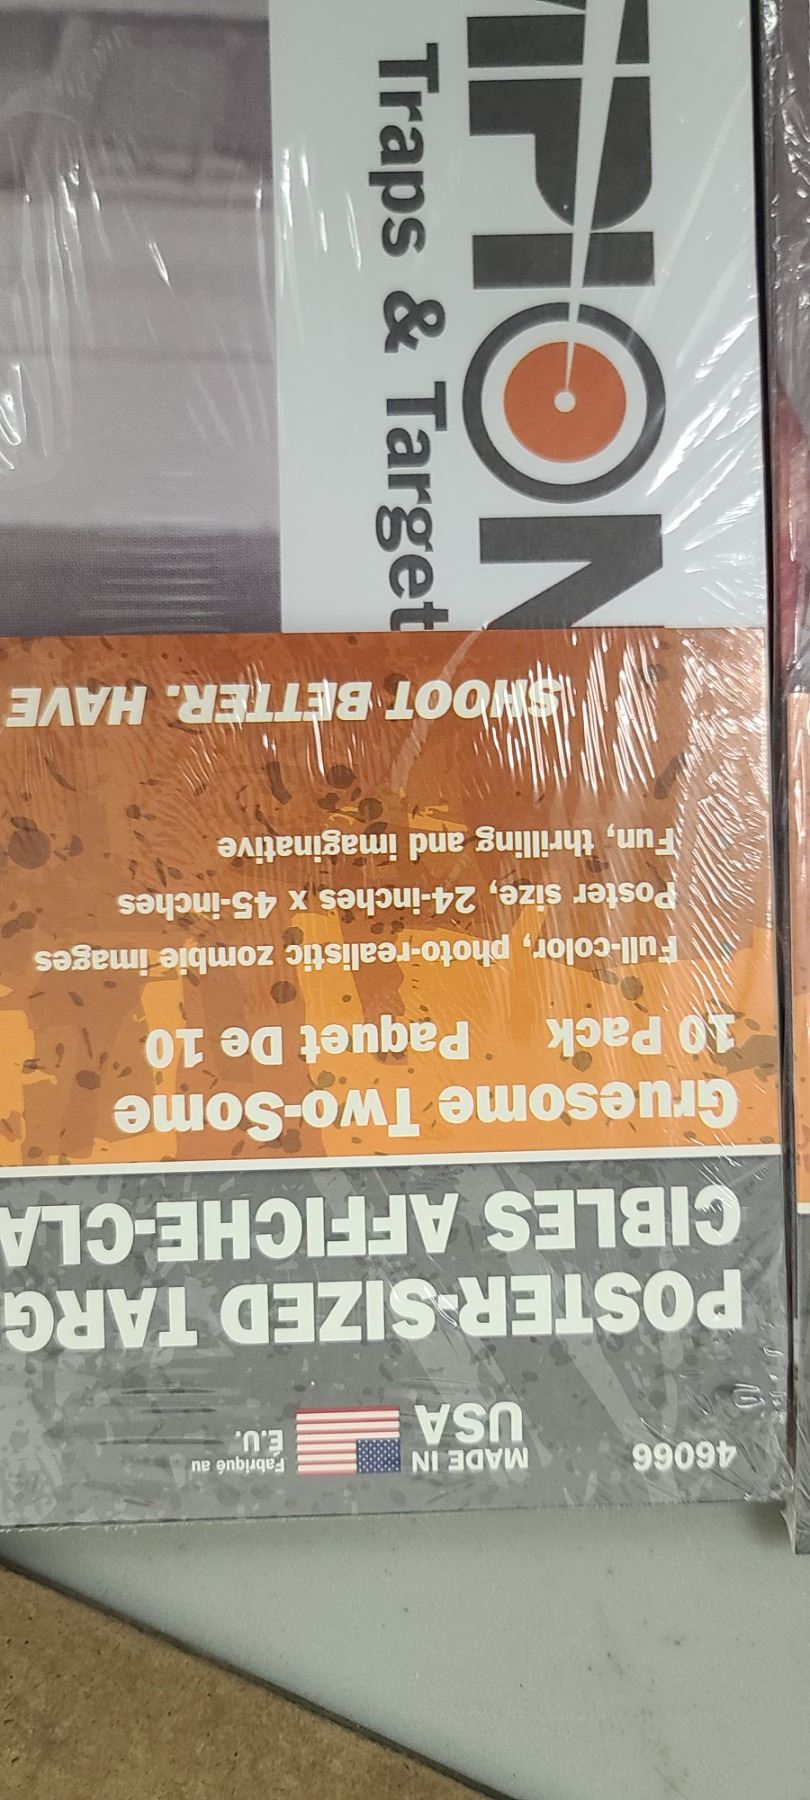 46066
MADE IN
USA
Fabriqué au
É.U.
POSTER-SIZED TARG
CIBLES AFFICHE-CLA
Gruesome Two-Some
10 Pack Paquet De 10
Full-color, photo-realistic zombie images
Poster size, 24-inches x 45-inches
Fun, thrilling and imaginative
SHOOT BETTER. HAVE
PION
Traps & Target